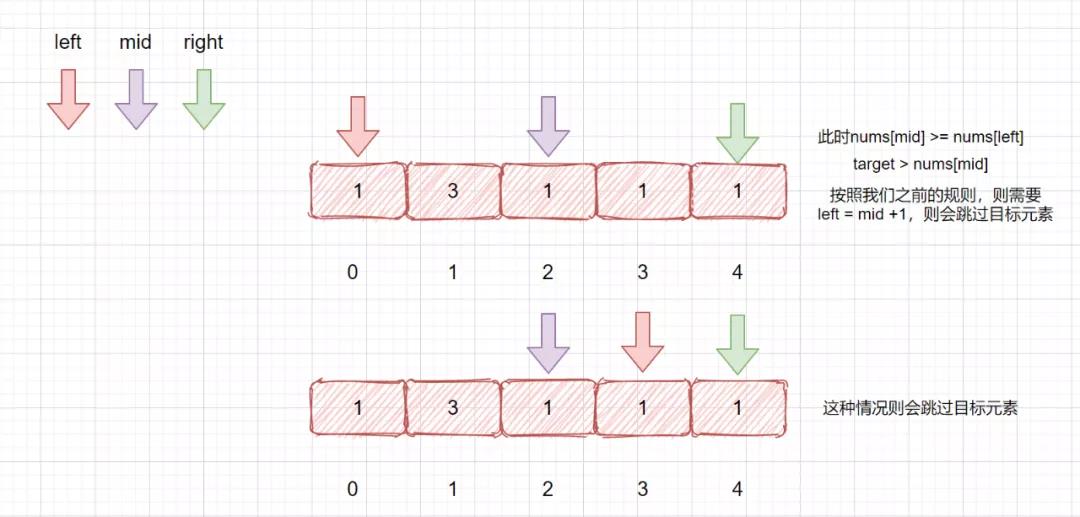 left mid right
此时nums[mid] >= nums[left]
target > nums[mid]
按照我们之前的规则，则需要
left = mid +1，则会跳过目标元素
1 3 1 1 1
0 1 2 3 4
1 3 1 1 1
这种情况则会跳过目标元素
0 1 2 3 4